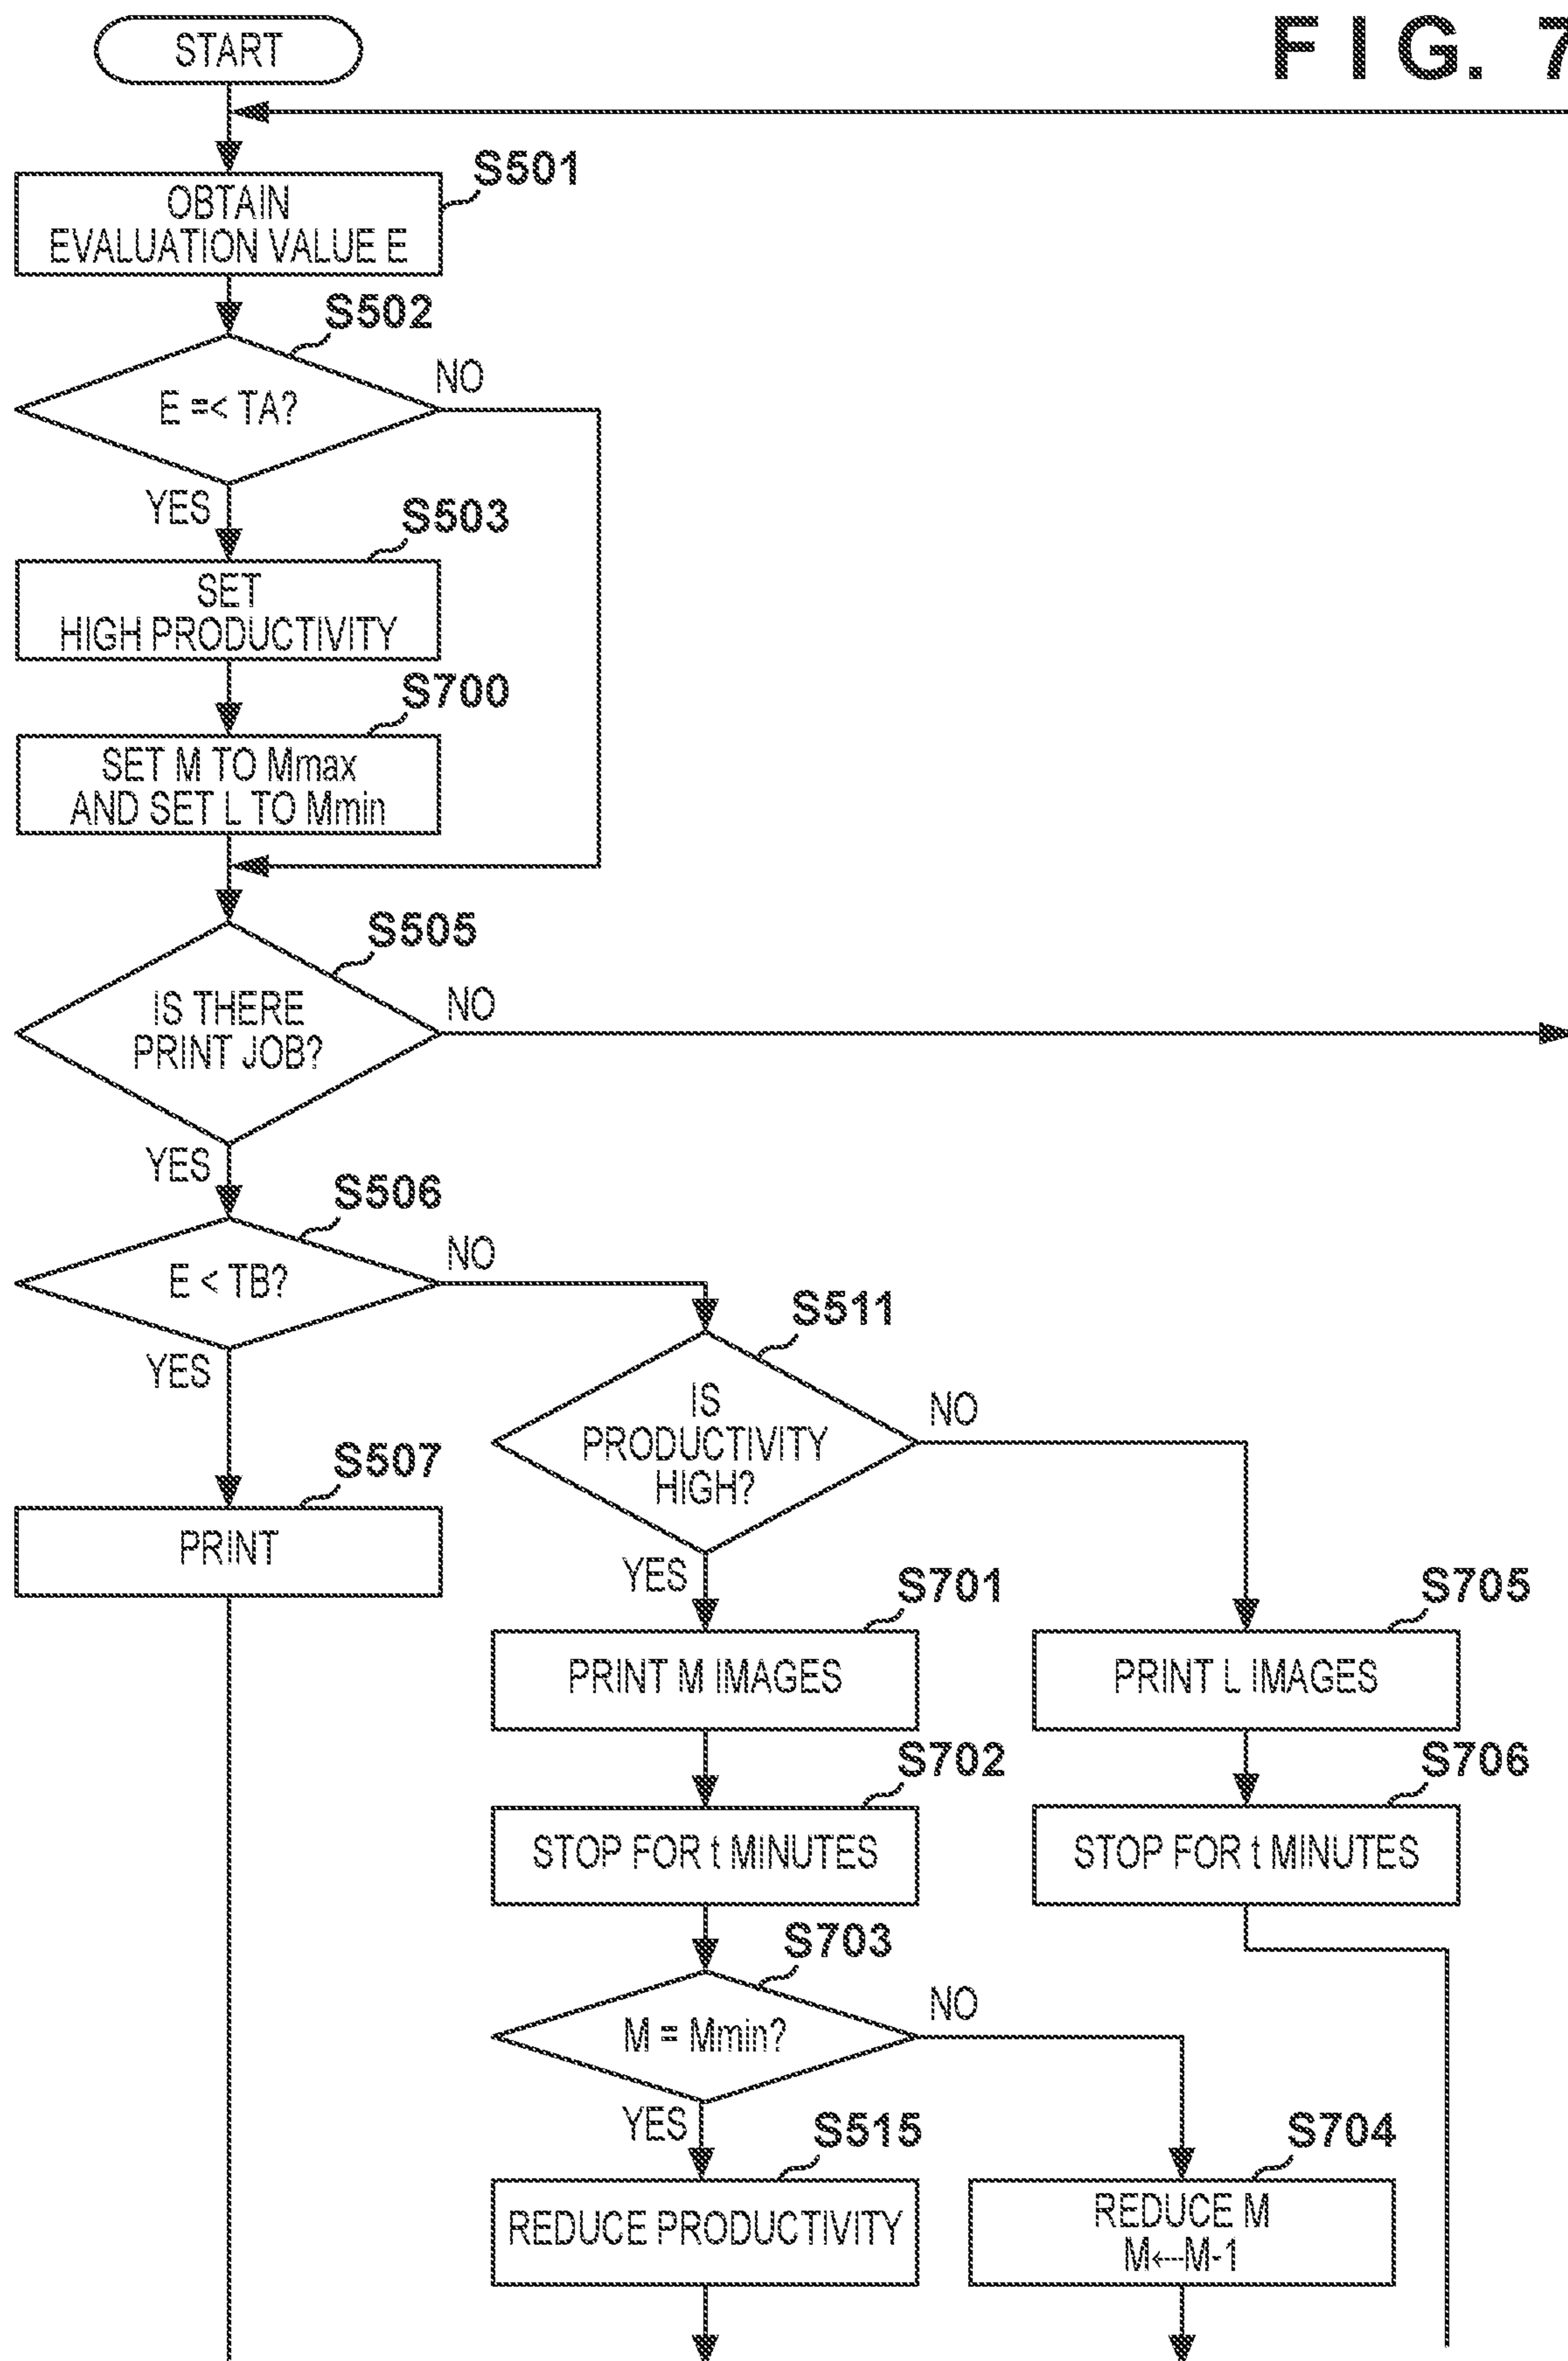 FIG. 7
START
S501
OBTAIN
EVALUATION VALUE E
S502
E =< TA?
NO
YES
S503
SET
HIGH PRODUCTIVITY
S700
SET M TO Mmax
AND SET L TO Mmin
S505
IS THERE
PRINT JOB?
NO
YES
S506
E < TB?
NO
YES
S511
IS
PRODUCTIVITY
HIGH?
NO
YES
S507
PRINT
S701
PRINT M IMAGES
S705
PRINT L IMAGES
S702
STOP FOR t MINUTES
S706
STOP FOR t MINUTES
S703
M = Mmin?
NO
YES
S515
REDUCE PRODUCTIVITY
S704
REDUCE M
M←M-1